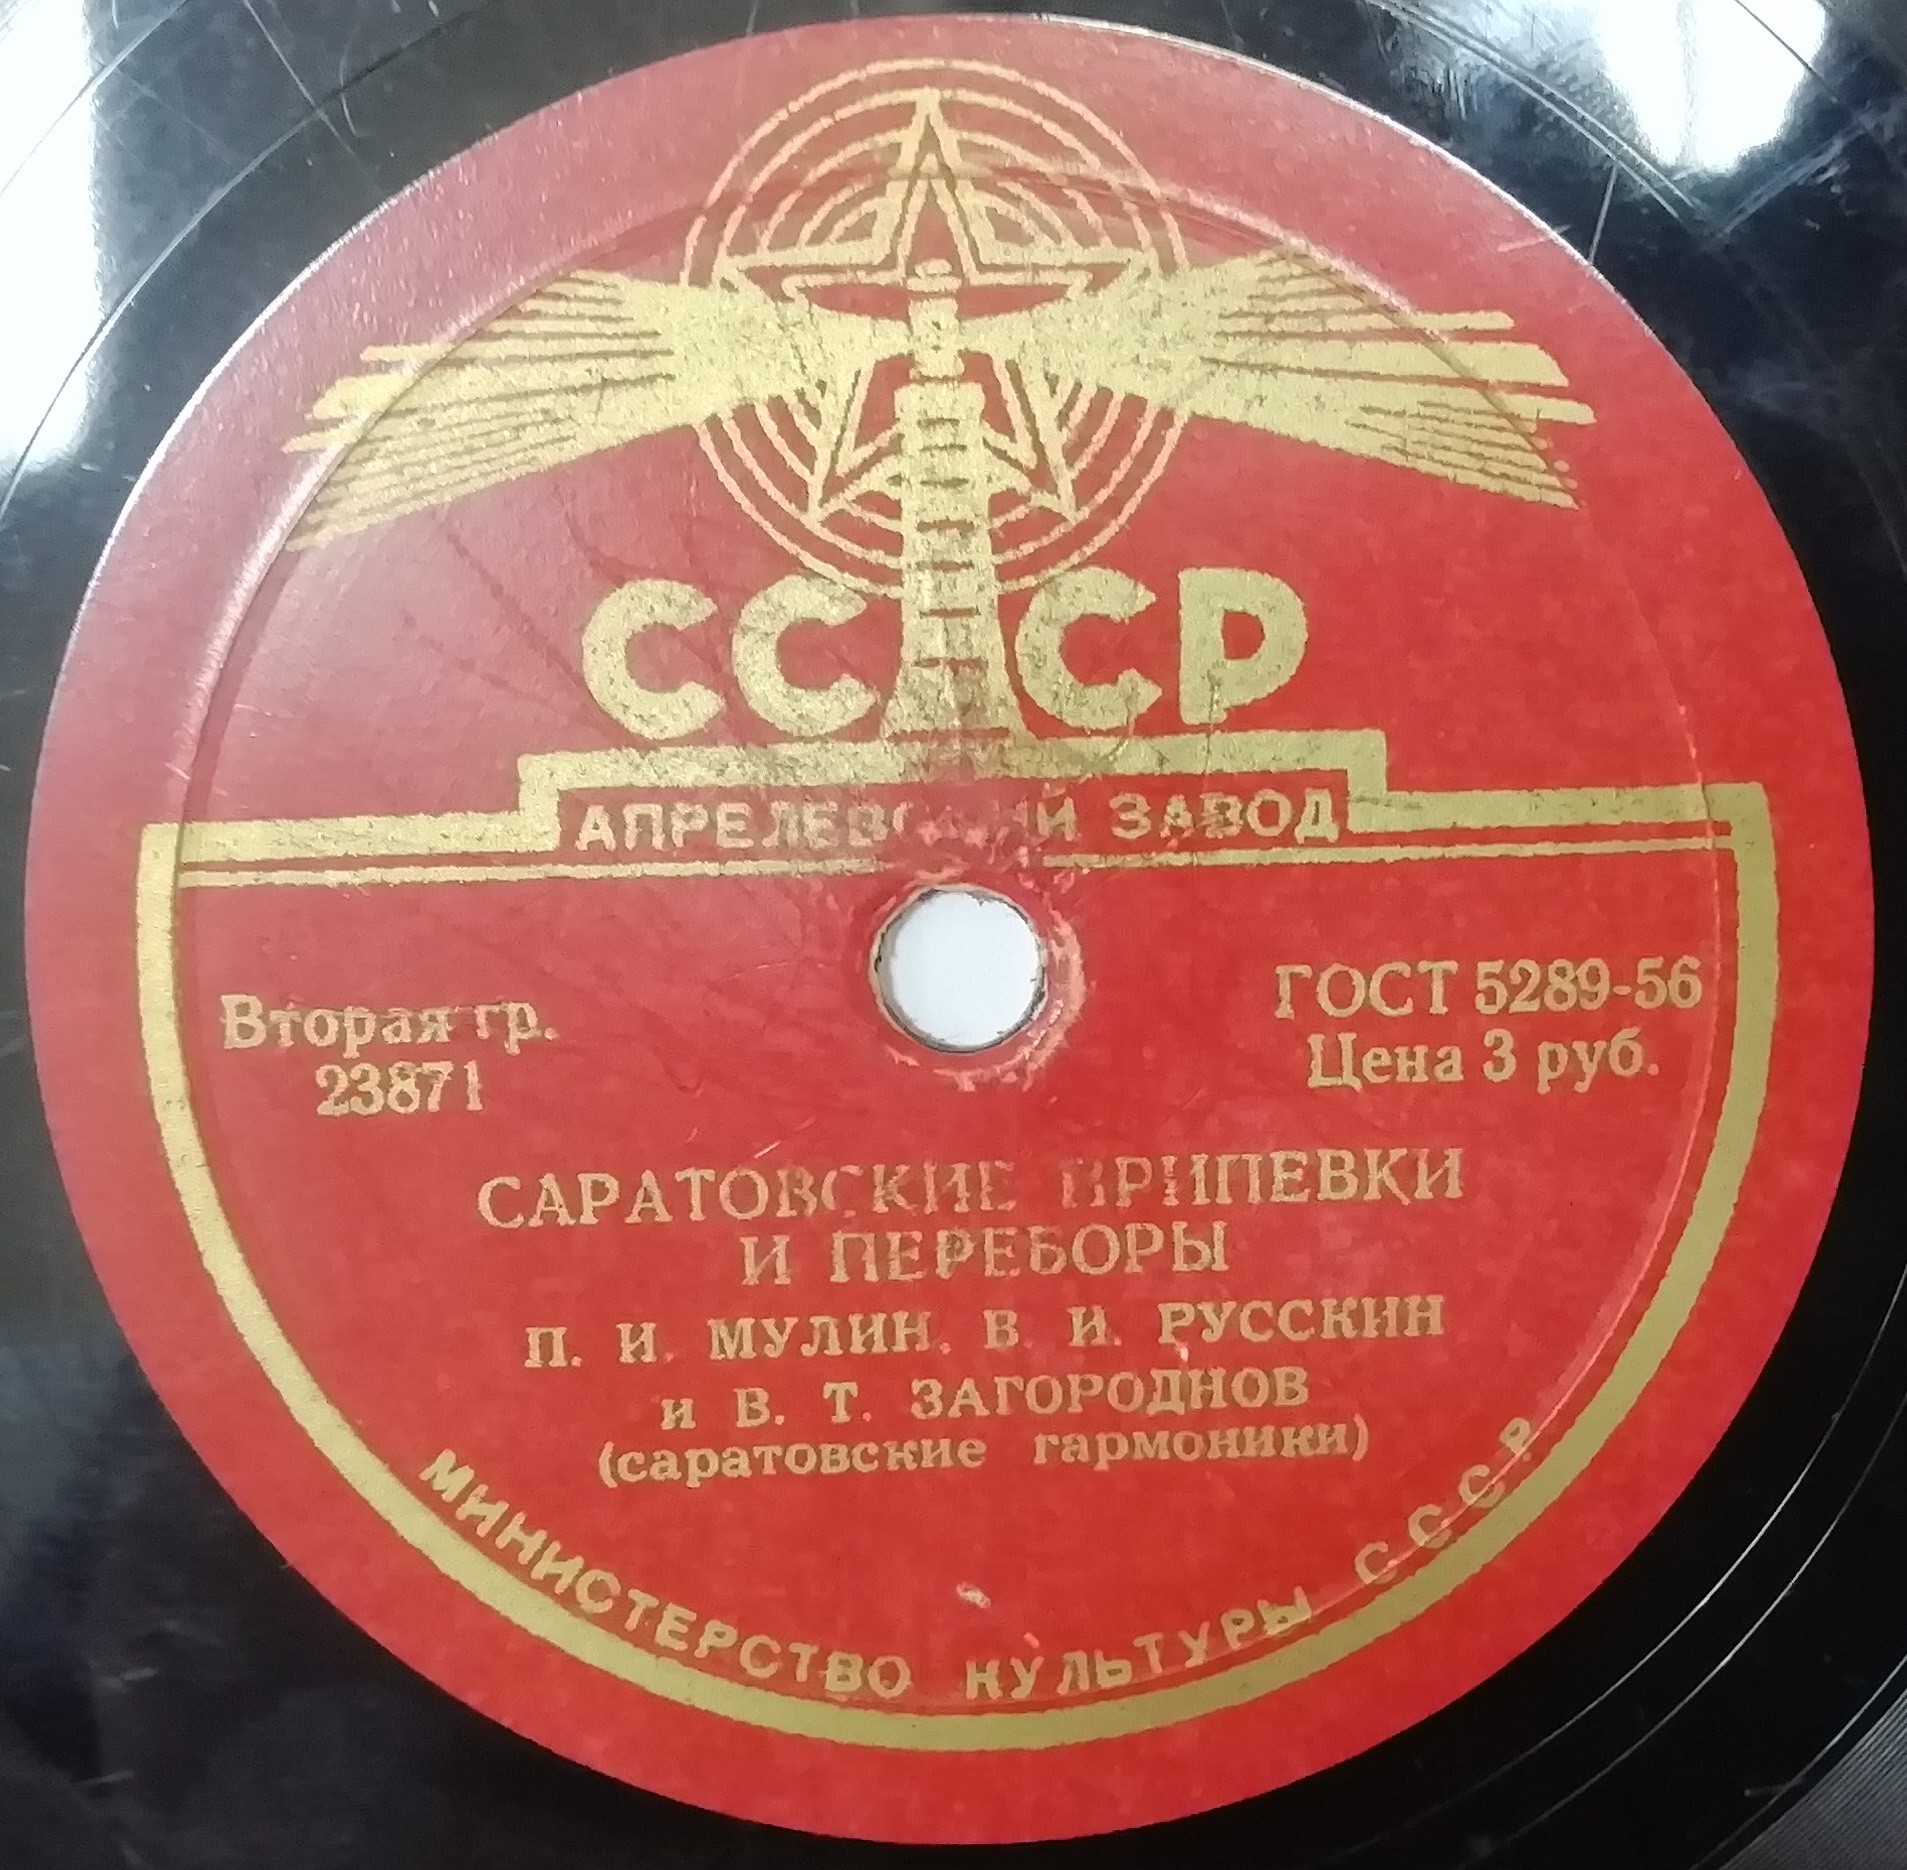 СССР
АПРЕЛЕВСКИЙ ЗАВОД
Вторая гр.
23871
ГОСТ 5289-56
Цена 3 руб.
САРАТОВСКИЕ ПРИПЕВКИ
И ПЕРЕБОРЫ
П. И. МУЛИН, В. И. РУССКИН
и В. Т. ЗАГОРОДНОВ
(саратовские гармоники)
МИНИСТЕРСТВО КУЛЬТУРЫ С.С.С.Р